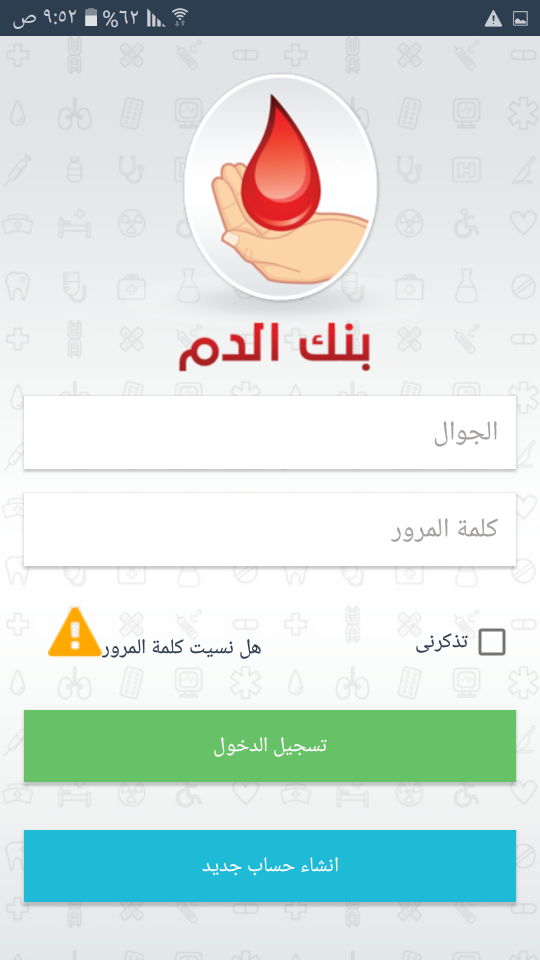 ٩:٥٢ ص %٦٢
بنك الدم
الجوال
كلمة المرور
تذكرنى
هل نسيت كلمة المرور
تسجيل الدخول
انشاء حساب جديد